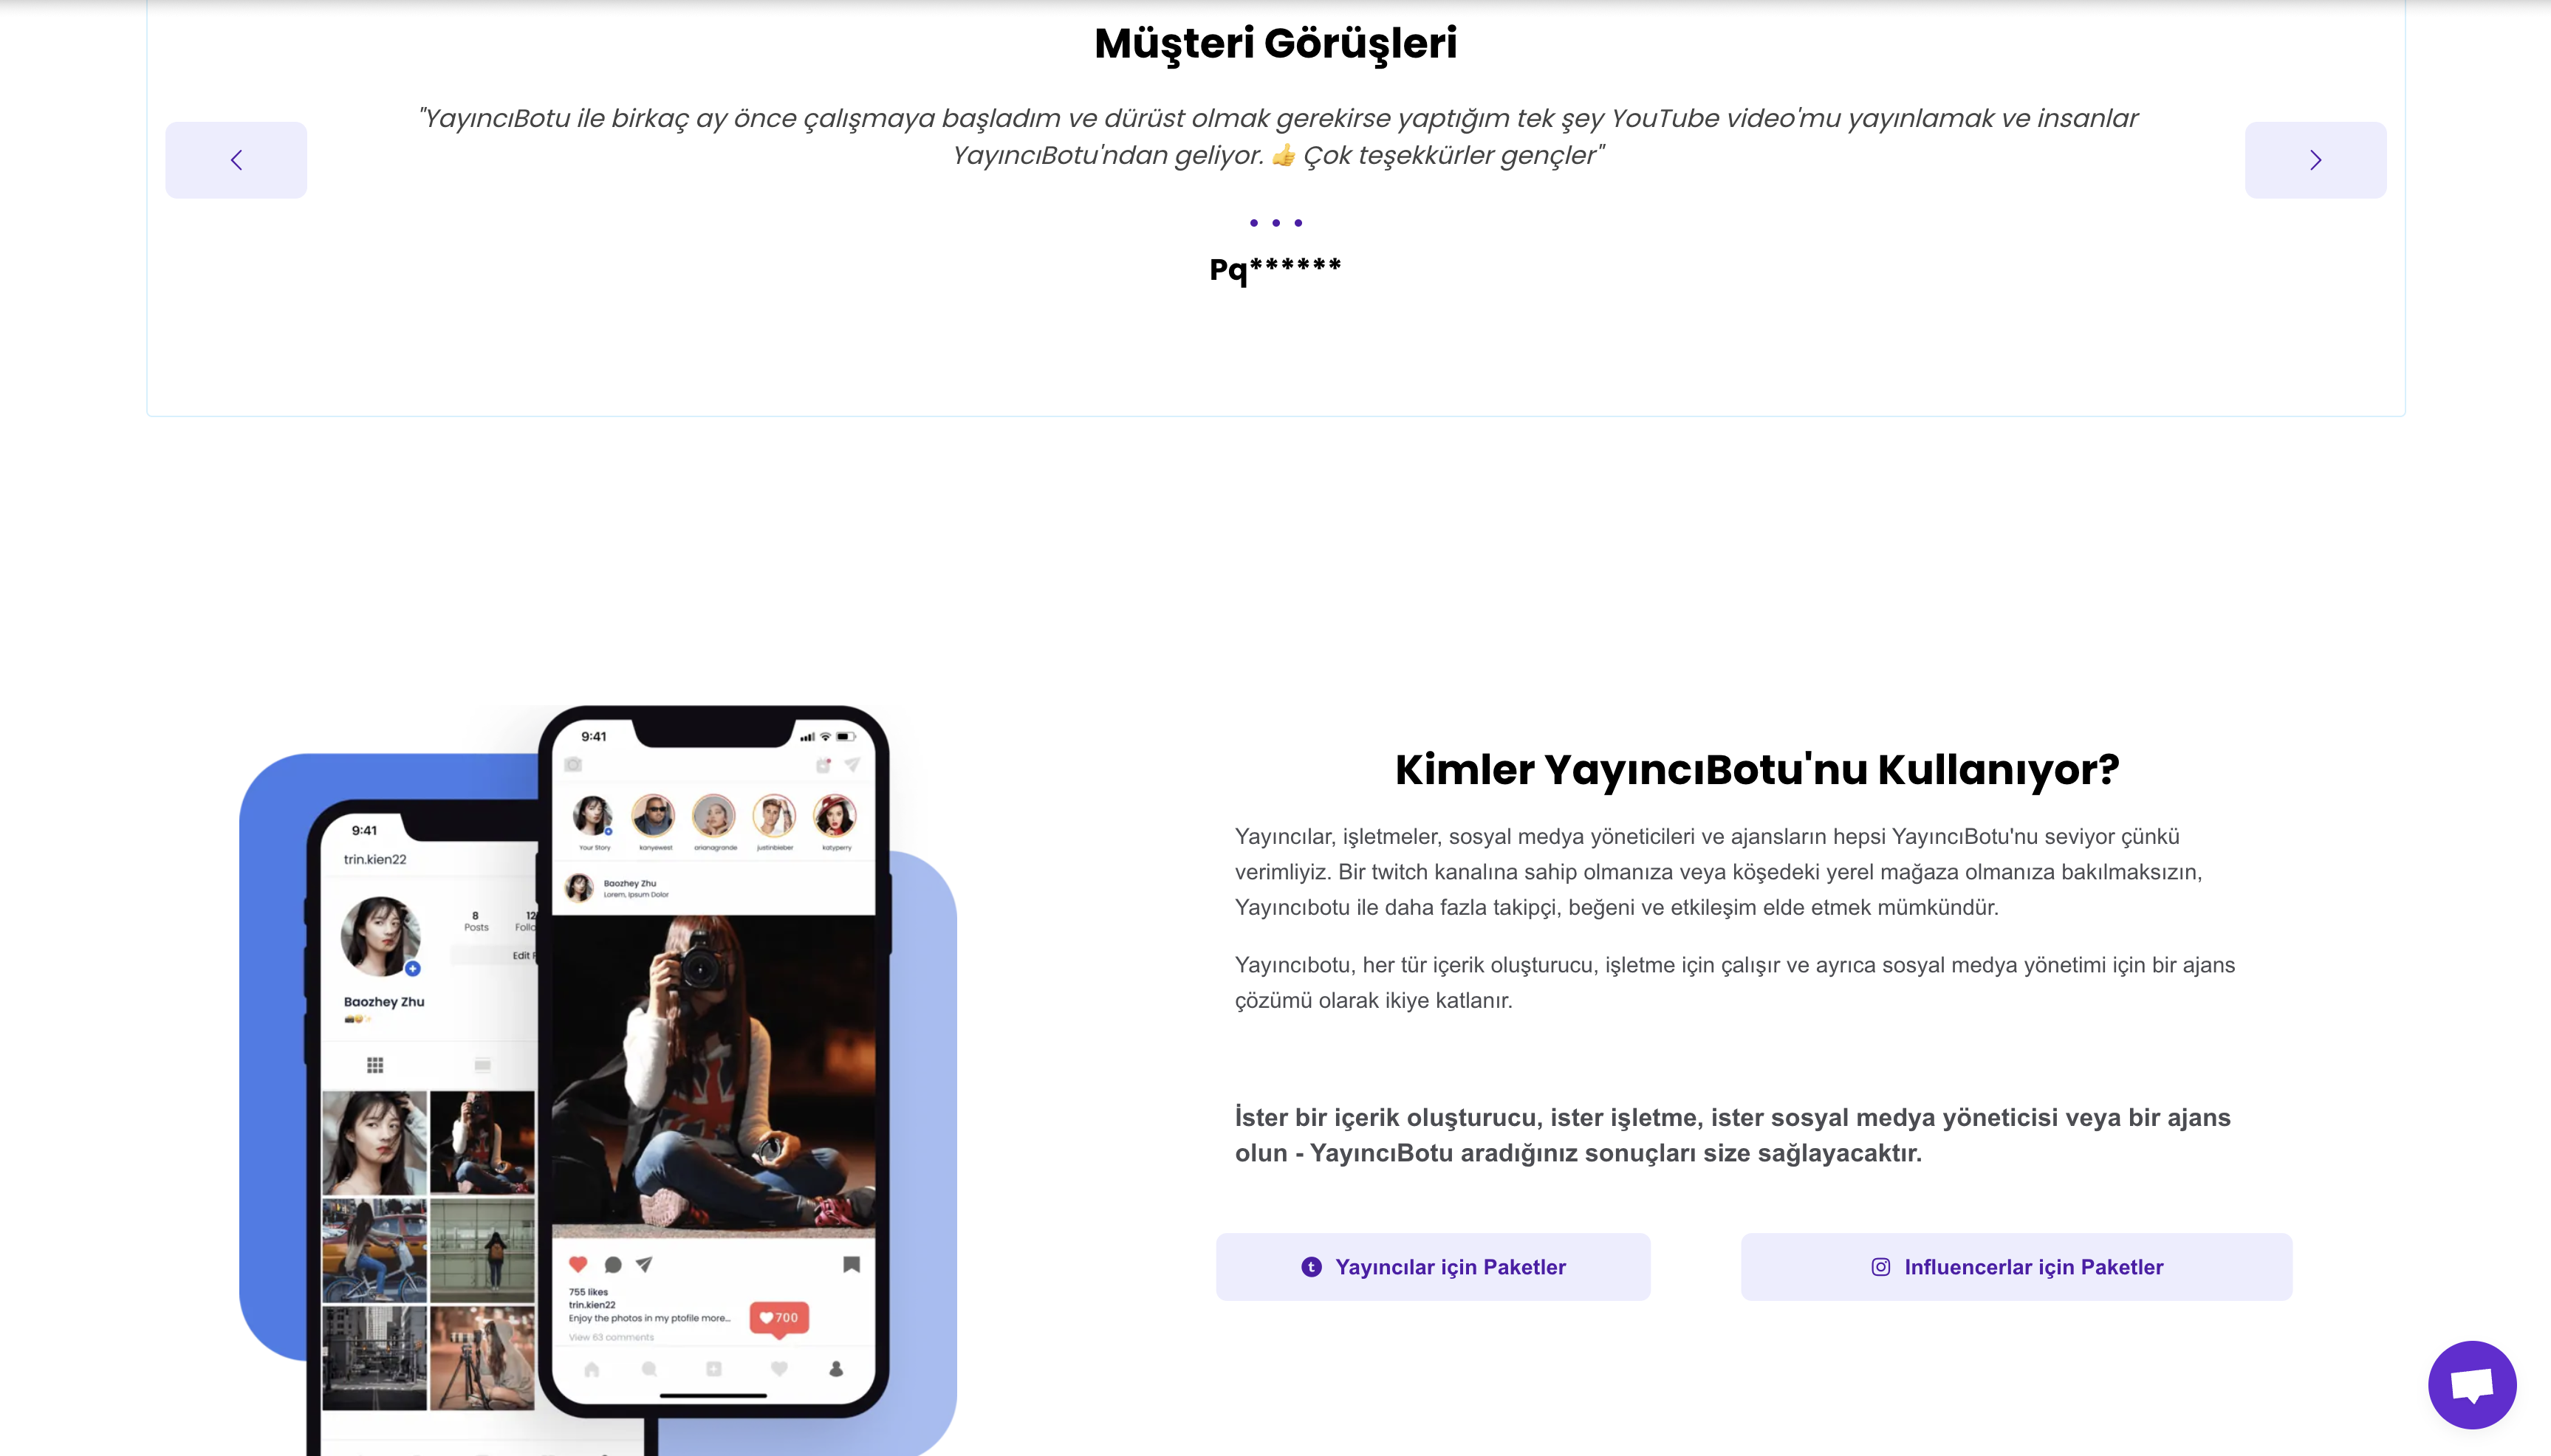 Müşteri Görüşleri
"YayıncıBotu ile birkaç ay önce çalışmaya başladım ve dürüst olmak gerekirse yaptığım tek şey YouTube video'mu yayınlamak ve insanlar
YayıncıBotu'ndan geliyor. 👍 Çok teşekkürler gençler"
Pq******
9:41
trin.kien22
8
Posts
12
Follo
Edit
Baozhey Zhu
9:41
Your Story
kanyewest
arianagrande
justinbieber
katyperry
Baozhey Zhu
Lorem, Ipsum Dolor
755 likes
trin.kien22
Enjoy the photos in my ptofile more...
View 63 comments
700
Kimler YayıncıBotu'nu Kullanıyor?
Yayıncılar, işletmeler, sosyal medya yöneticileri ve ajansların hepsi YayıncıBotu'nu seviyor çünkü
verimliyiz. Bir twitch kanalına sahip olmanıza veya köşedeki yerel mağaza olmanıza bakılmaksızın,
Yayıncıbotu ile daha fazla takipçi, beğeni ve etkileşim elde etmek mümkündür.
Yayıncıbotu, her tür içerik oluşturucu, işletme için çalışır ve ayrıca sosyal medya yönetimi için bir ajans
çözümü olarak ikiye katlanır.
İster bir içerik oluşturucu, ister işletme, ister sosyal medya yöneticisi veya bir ajans
olun - YayıncıBotu aradığınız sonuçları size sağlayacaktır.
Yayıncılar için Paketler
Influencerlar için Paketler